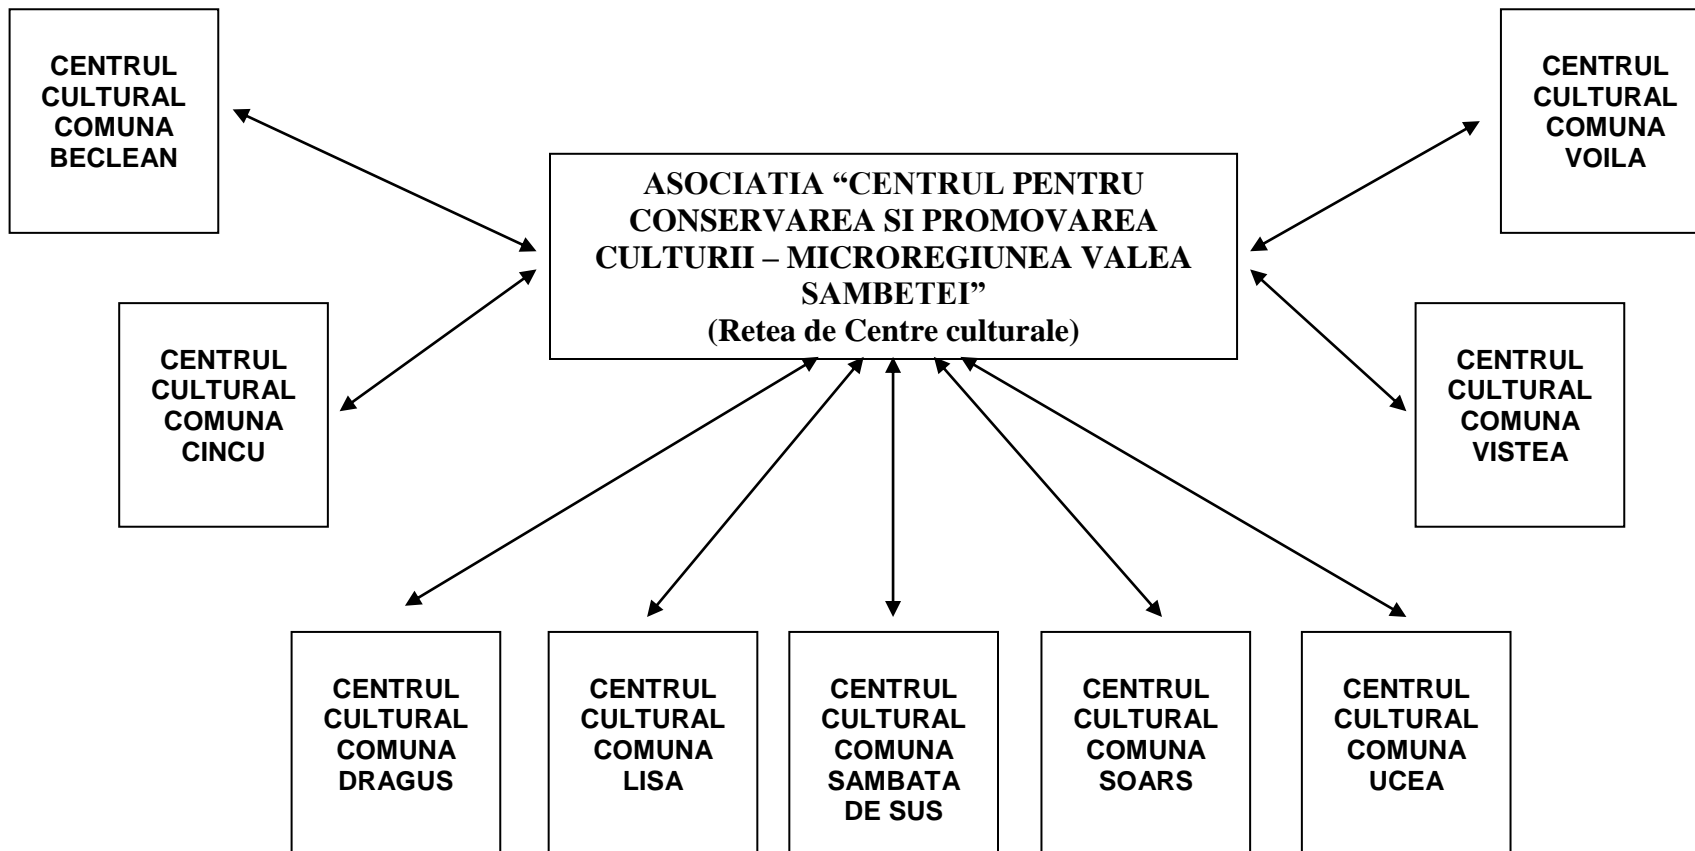 CENTRUL
CULTURAL
COMUNA
BECLEAN
CENTRUL
CULTURAL
COMUNA
VOILA
ASOCIATIA “CENTRUL PENTRU
CONSERVAREA SI PROMOVAREA
CULTURII – MICROREGIUNEA VALEA
SAMBETEI”
(Retea de Centre culturale)
CENTRUL
CULTURAL
COMUNA
CINCU
CENTRUL
CULTURAL
COMUNA
VISTEA
CENTRUL
CULTURAL
COMUNA
DRAGUS
CENTRUL
CULTURAL
COMUNA
LISA
CENTRUL
CULTURAL
COMUNA
SAMBATA
DE SUS
CENTRUL
CULTURAL
COMUNA
SOARS
CENTRUL
CULTURAL
COMUNA
UCEA